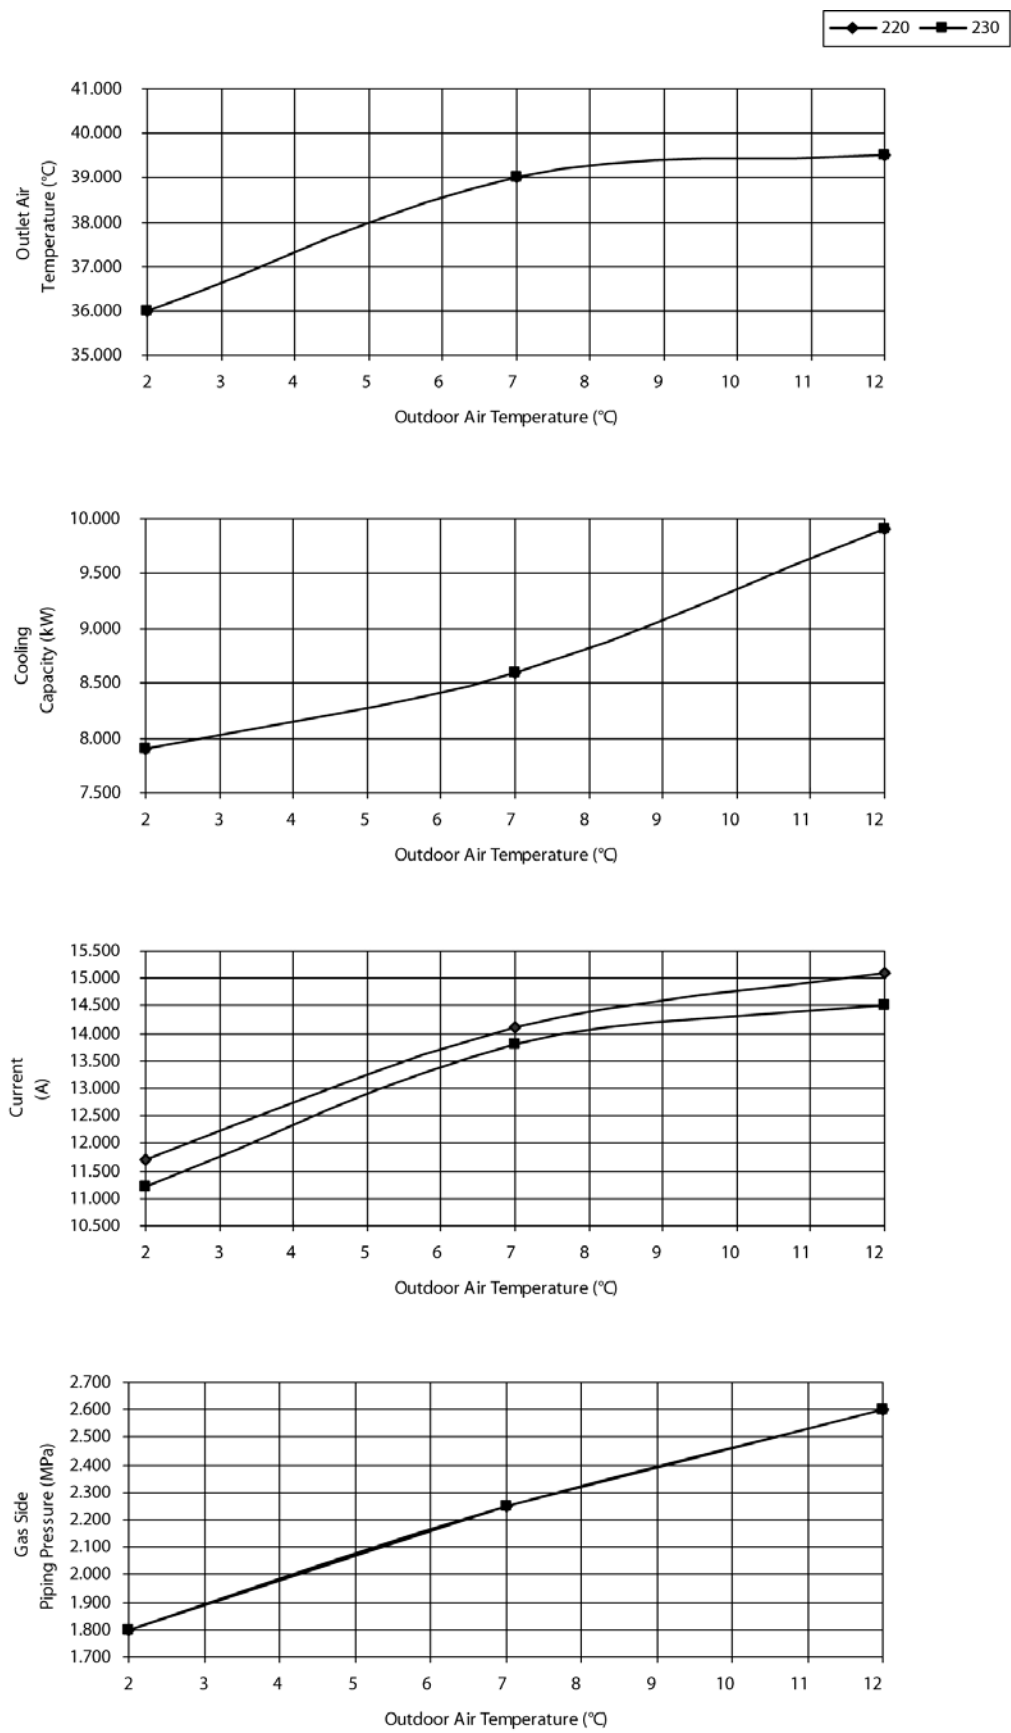 220 230
41.000
40.000
39.000
38.000
37.000
36.000
35.000
Outlet Air
Temperature (°C)
2 3 4 5 6 7 8 9 10 11 12
Outdoor Air Temperature (°C)
10.000
9.500
9.000
8.500
8.000
7.500
Cooling
Capacity (kW)
2 3 4 5 6 7 8 9 10 11 12
Outdoor Air Temperature (°C)
15.500
15.000
14.500
14.000
13.500
13.000
12.500
12.000
11.500
11.000
10.500
Current
(A)
2 3 4 5 6 7 8 9 10 11 12
Outdoor Air Temperature (°C)
2.700
2.600
2.500
2.400
2.300
2.200
2.100
2.000
1.900
1.800
1.700
Gas Side
Piping Pressure (MPa)
2 3 4 5 6 7 8 9 10 11 12
Outdoor Air Temperature (°C)